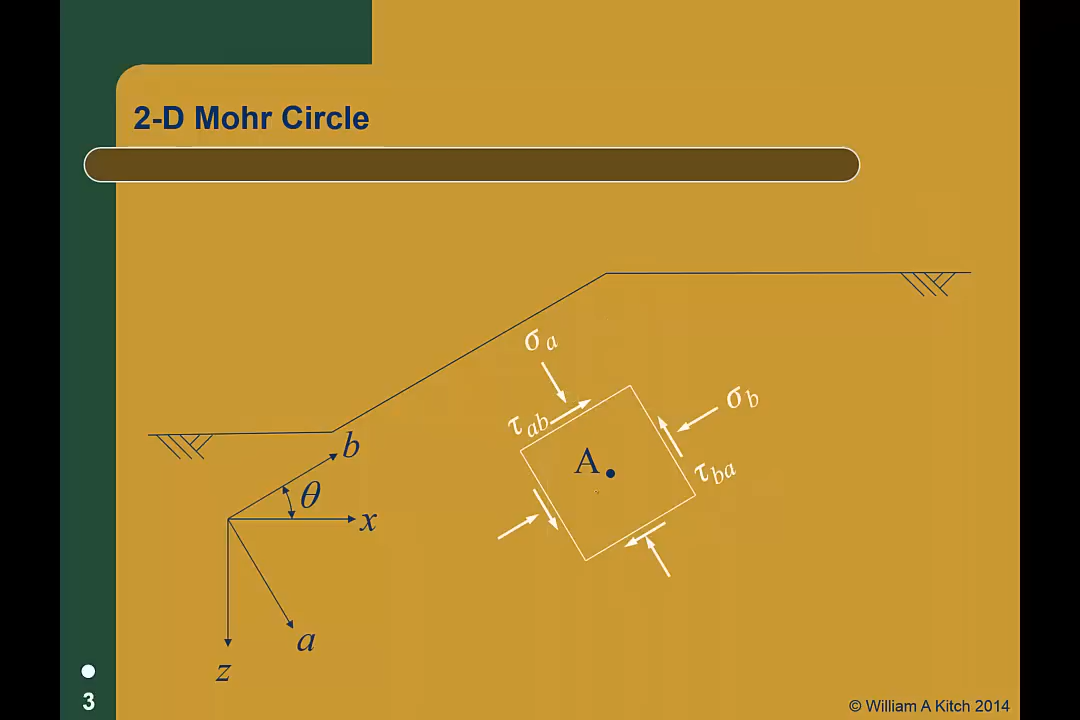 2-D Mohr Circle
σa
τab
σb
A
τba
b
θ
x
a
z
3
© William A Kitch 2014